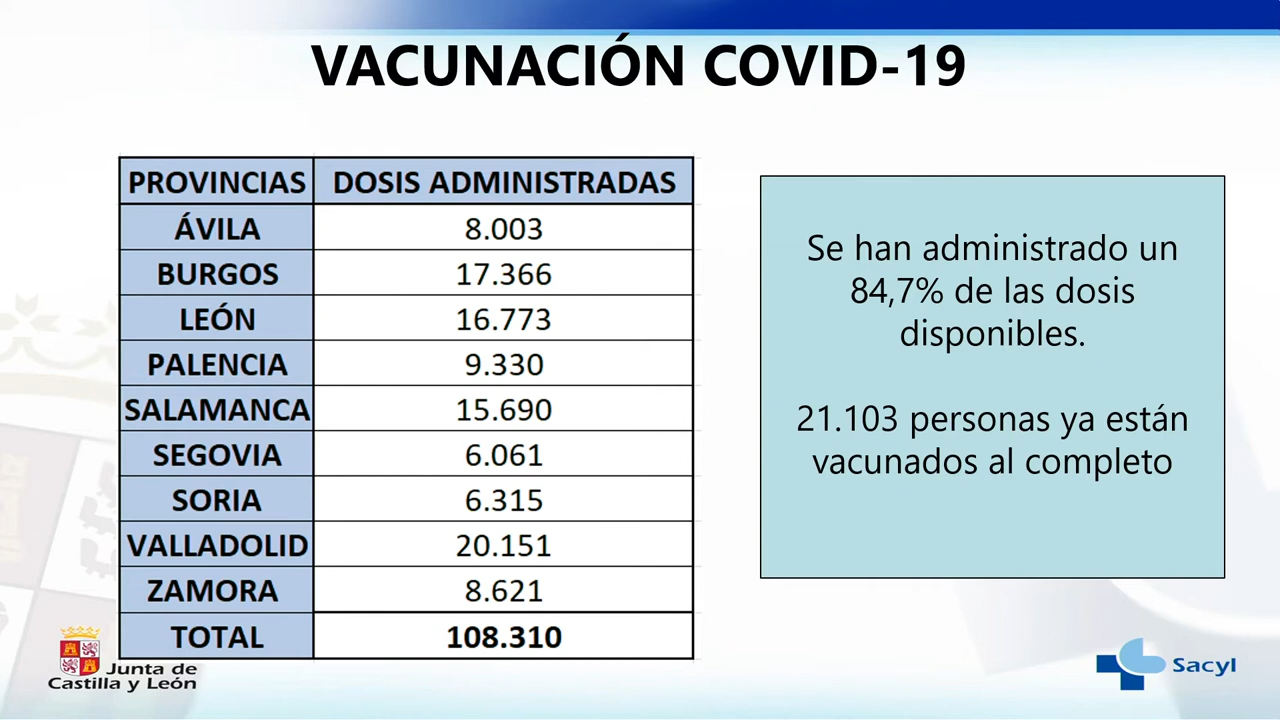 VACUNACIÓN COVID-19
PROVINCIAS DOSIS ADMINISTRADAS
ÁVILA 8.003
BURGOS 17.366
LEÓN 16.773
PALENCIA 9.330
SALAMANCA 15.690
SEGOVIA 6.061
SORIA 6.315
VALLADOLID 20.151
ZAMORA 8.621
TOTAL 108.310
Se han administrado un
84,7% de las dosis
disponibles.
21.103 personas ya están
vacunados al completo
Junta de
Castilla y León
Sacyl